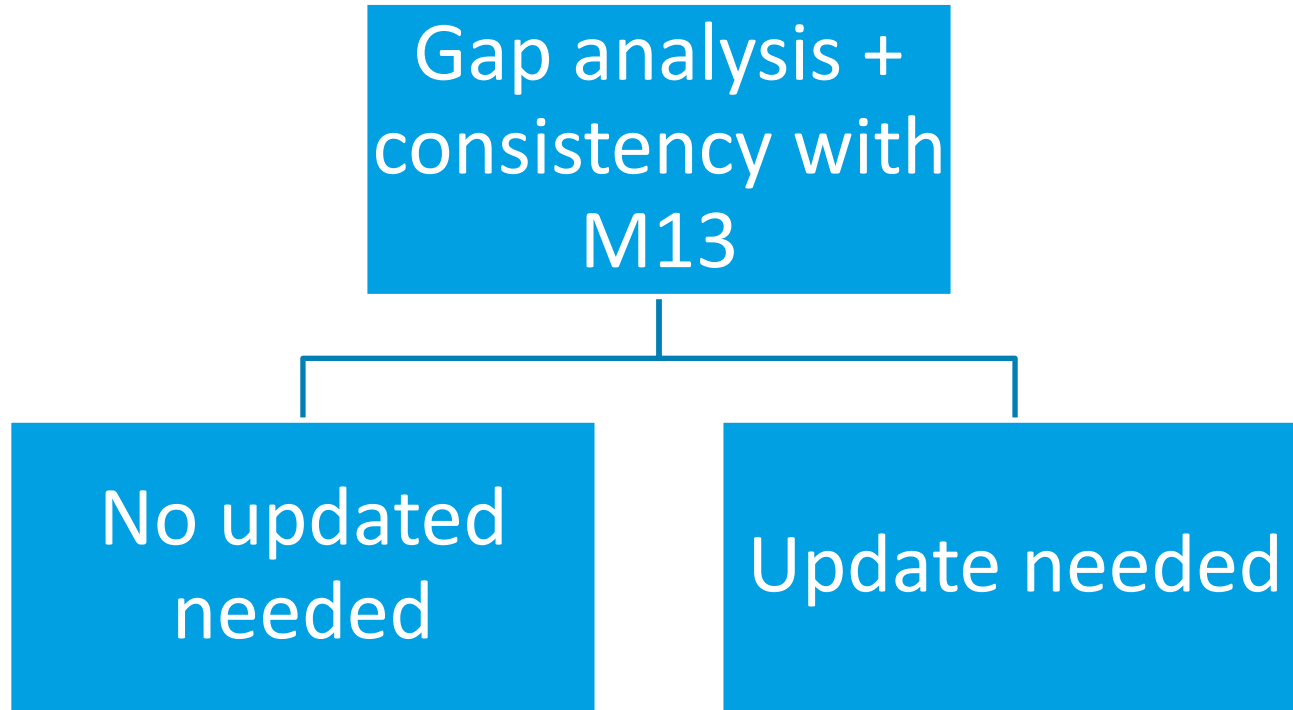 Gap analysis +
consistency with
M13
No updated
needed
Update needed